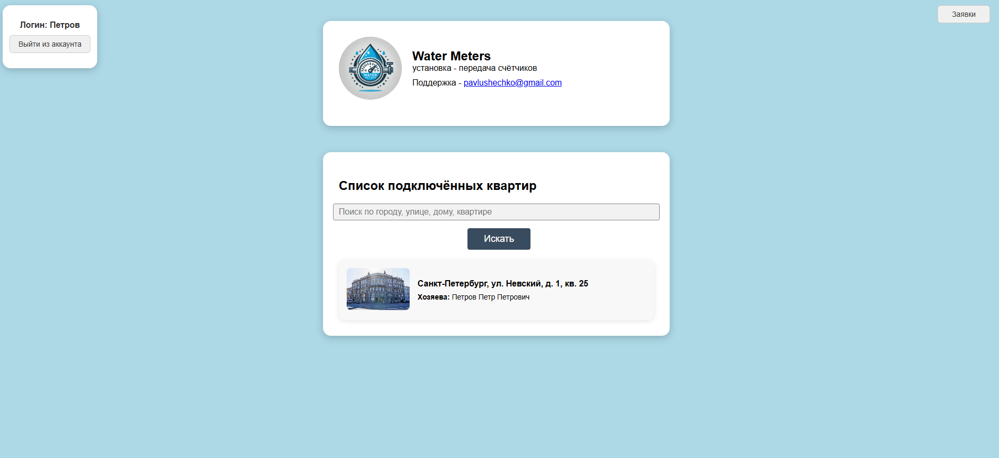 Логин: Петров
Выйти из аккаунта
Заявки
WATER
METERS
Water Meters
установка - передача счётчиков
Поддержка - pavlushechko@gmail.com
Список подключённых квартир
Поиск по городу, улице, дому, квартире
Искать
Санкт-Петербург, ул. Невский, д. 1, кв. 25
Хозяева: Петров Петр Петрович